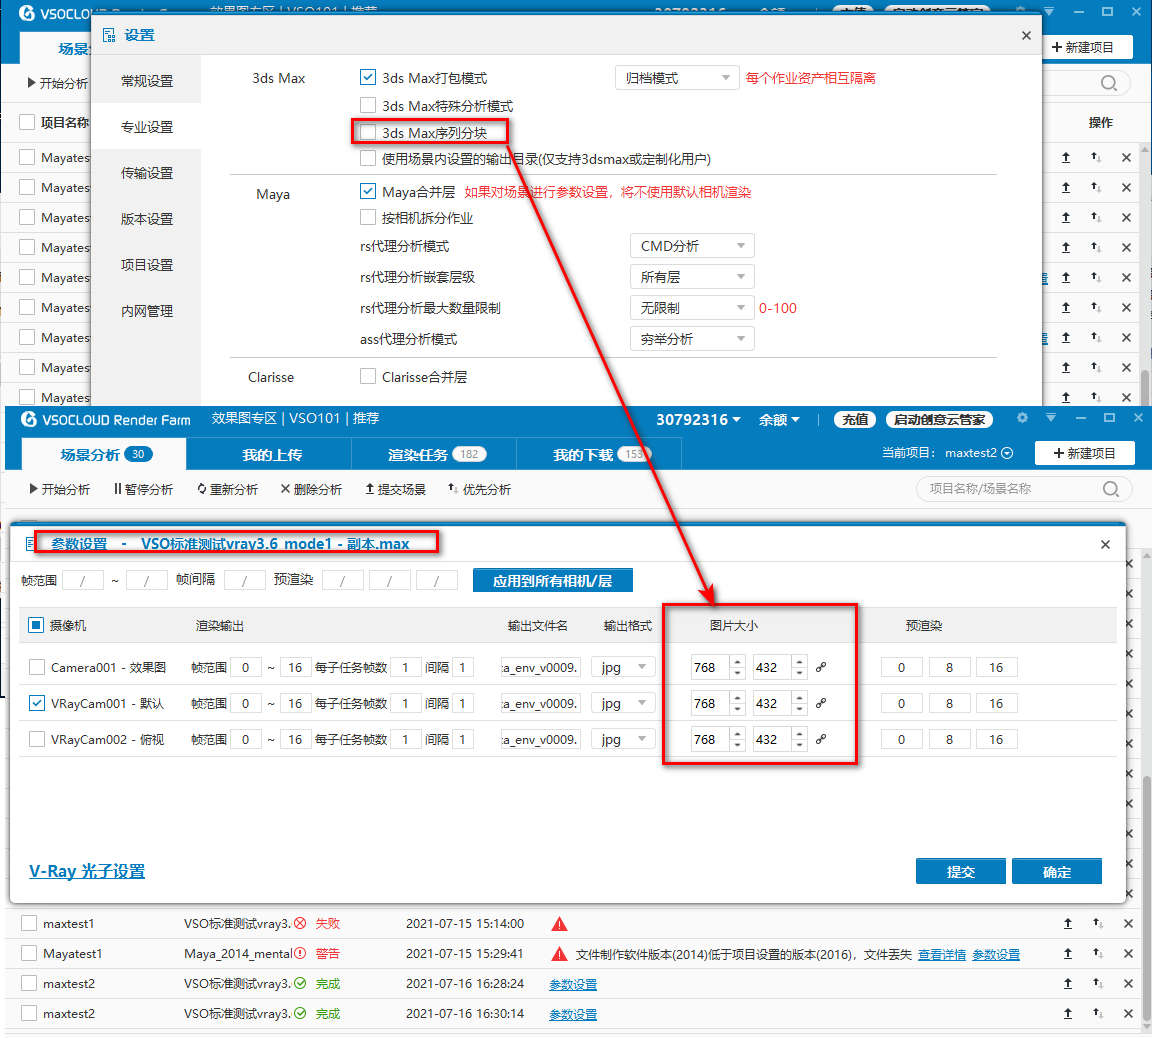 VSOCLOUD
效果图专区 | VSO101 | 推荐
30792316
余额
充值
启动创意云管家
设置
场景
新建项目
开始分析
项目名称
操作
Mayatest
Mayatest
Mayatest
Mayatest
Mayatest
Mayatest
Mayatest
Mayatest
Mayatest
常规设置
专业设置
传输设置
版本设置
项目设置
内网管理
3ds Max
3ds Max打包模式
归档模式
每个作业资产相互隔离
3ds Max特殊分析模式
3ds Max序列分块
使用场景内设置的输出目录(仅支持3dsmax或定制化用户)
Maya
Maya合并层
如果对场景进行参数设置，将不使用默认相机渲染
按相机拆分作业
rs代理分析模式
CMD分析
rs代理分析嵌套层级
所有层
rs代理分析最大数量限制
无限制
0-100
ass代理分析模式
穷举分析
Clarisse
Clarisse合并层
VSOCLOUD Render Farm
效果图专区 | VSO101 | 推荐
30792316
余额
充值
启动创意云管家
场景分析 30
我的上传
渲染任务 182
我的下载 153
当前项目: maxtest2
新建项目
开始分析
暂停分析
重新分析
删除分析
提交场景
优先分析
项目名称/场景名称
参数设置 - VSO标准测试vray3.6_mode1 - 副本.max
帧范围 / ~ / 帧间隔 / 预渲染 / / /
应用到所有相机/层
摄像机 渲染输出 输出文件名 输出格式 图片大小 预渲染
Camera001 - 效果图 帧范围 0 ~ 16 每子任务帧数 1 间隔 1 :a_env_v0009. jpg 768 432 0 8 16
VRayCam001 - 默认 帧范围 0 ~ 16 每子任务帧数 1 间隔 1 :a_env_v0009. jpg 768 432 0 8 16
VRayCam002 - 俯视 帧范围 0 ~ 16 每子任务帧数 1 间隔 1 :a_env_v0009. jpg 768 432 0 8 16
V-Ray 光子设置
提交
确定
maxtest1 VSO标准测试vray3. 失败 2021-07-15 15:14:00
Mayatest1 Maya_2014_mental 警告 2021-07-15 15:29:41 文件制作软件版本(2014)低于项目设置的版本(2016)，文件丢失 查看详情 参数设置
maxtest2 VSO标准测试vray3. 完成 2021-07-16 16:28:24 参数设置
maxtest2 VSO标准测试vray3. 完成 2021-07-16 16:30:14 参数设置